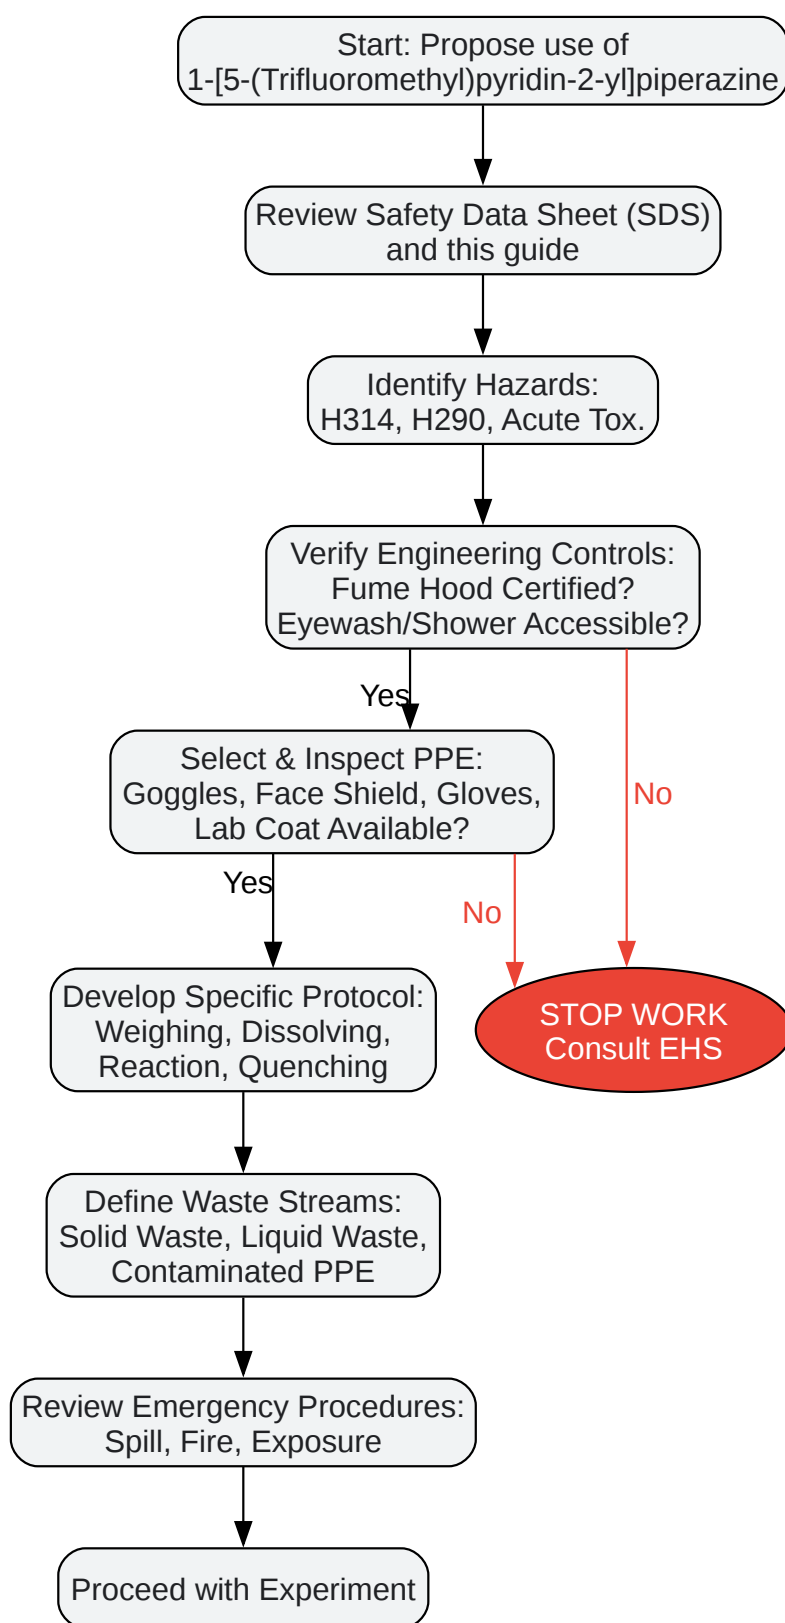 Start: Propose use of
1-[5-(Trifluoromethyl)pyridin-2-yl]piperazine
Review Safety Data Sheet (SDS)
and this guide
Identify Hazards:
H314, H290, Acute Tox.
Verify Engineering Controls:
Fume Hood Certified?
Eyewash/Shower Accessible?
Yes
Select & Inspect PPE:
Goggles, Face Shield, Gloves,
Lab Coat Available?
No
Yes
No
Develop Specific Protocol:
Weighing, Dissolving,
Reaction, Quenching
STOP WORK
Consult EHS
Define Waste Streams:
Solid Waste, Liquid Waste,
Contaminated PPE
Review Emergency Procedures:
Spill, Fire, Exposure
Proceed with Experiment